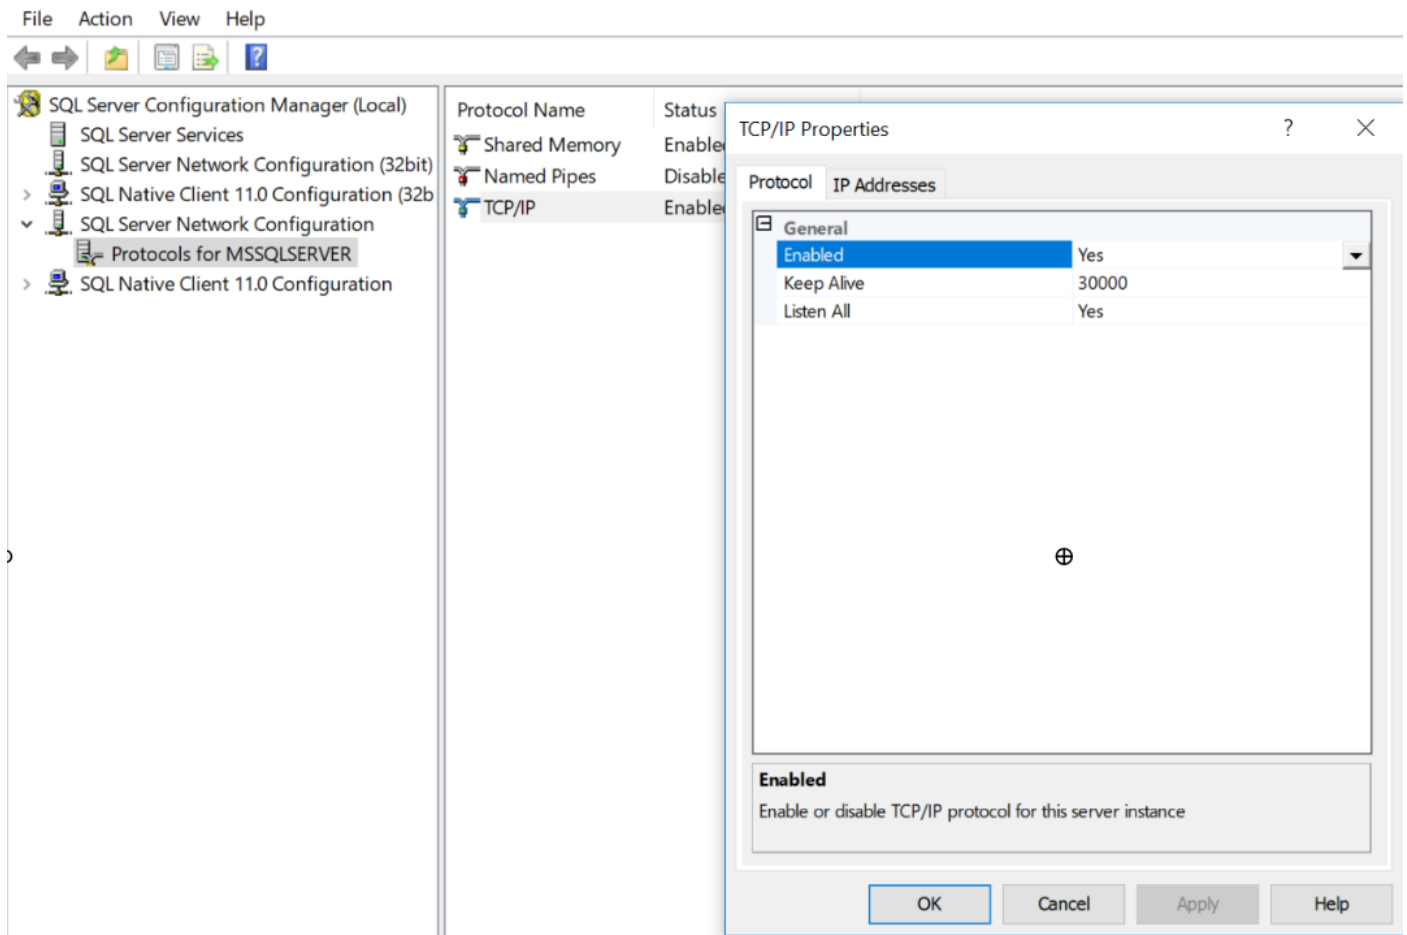 File Action View Help
SQL Server Configuration Manager (Local)
SQL Server Services
SQL Server Network Configuration (32bit)
SQL Native Client 11.0 Configuration (32b
SQL Server Network Configuration
Protocols for MSSQLSERVER
SQL Native Client 11.0 Configuration
Protocol Name Status
Shared Memory Enable
Named Pipes Disable
TCP/IP Enable
TCP/IP Properties
Protocol IP Addresses
General
Enabled Yes
Keep Alive 30000
Listen All Yes
Enabled
Enable or disable TCP/IP protocol for this server instance
OK Cancel Apply Help